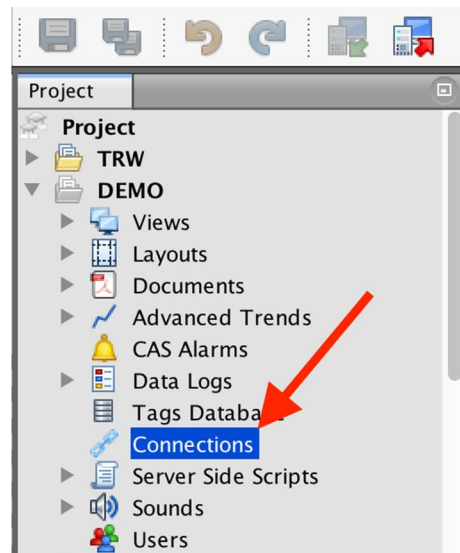 Project
Project
TRW
DEMO
Views
Layouts
Documents
Advanced Trends
CAS Alarms
Data Logs
Tags
Connections
Server Side Scripts
Sounds
Users